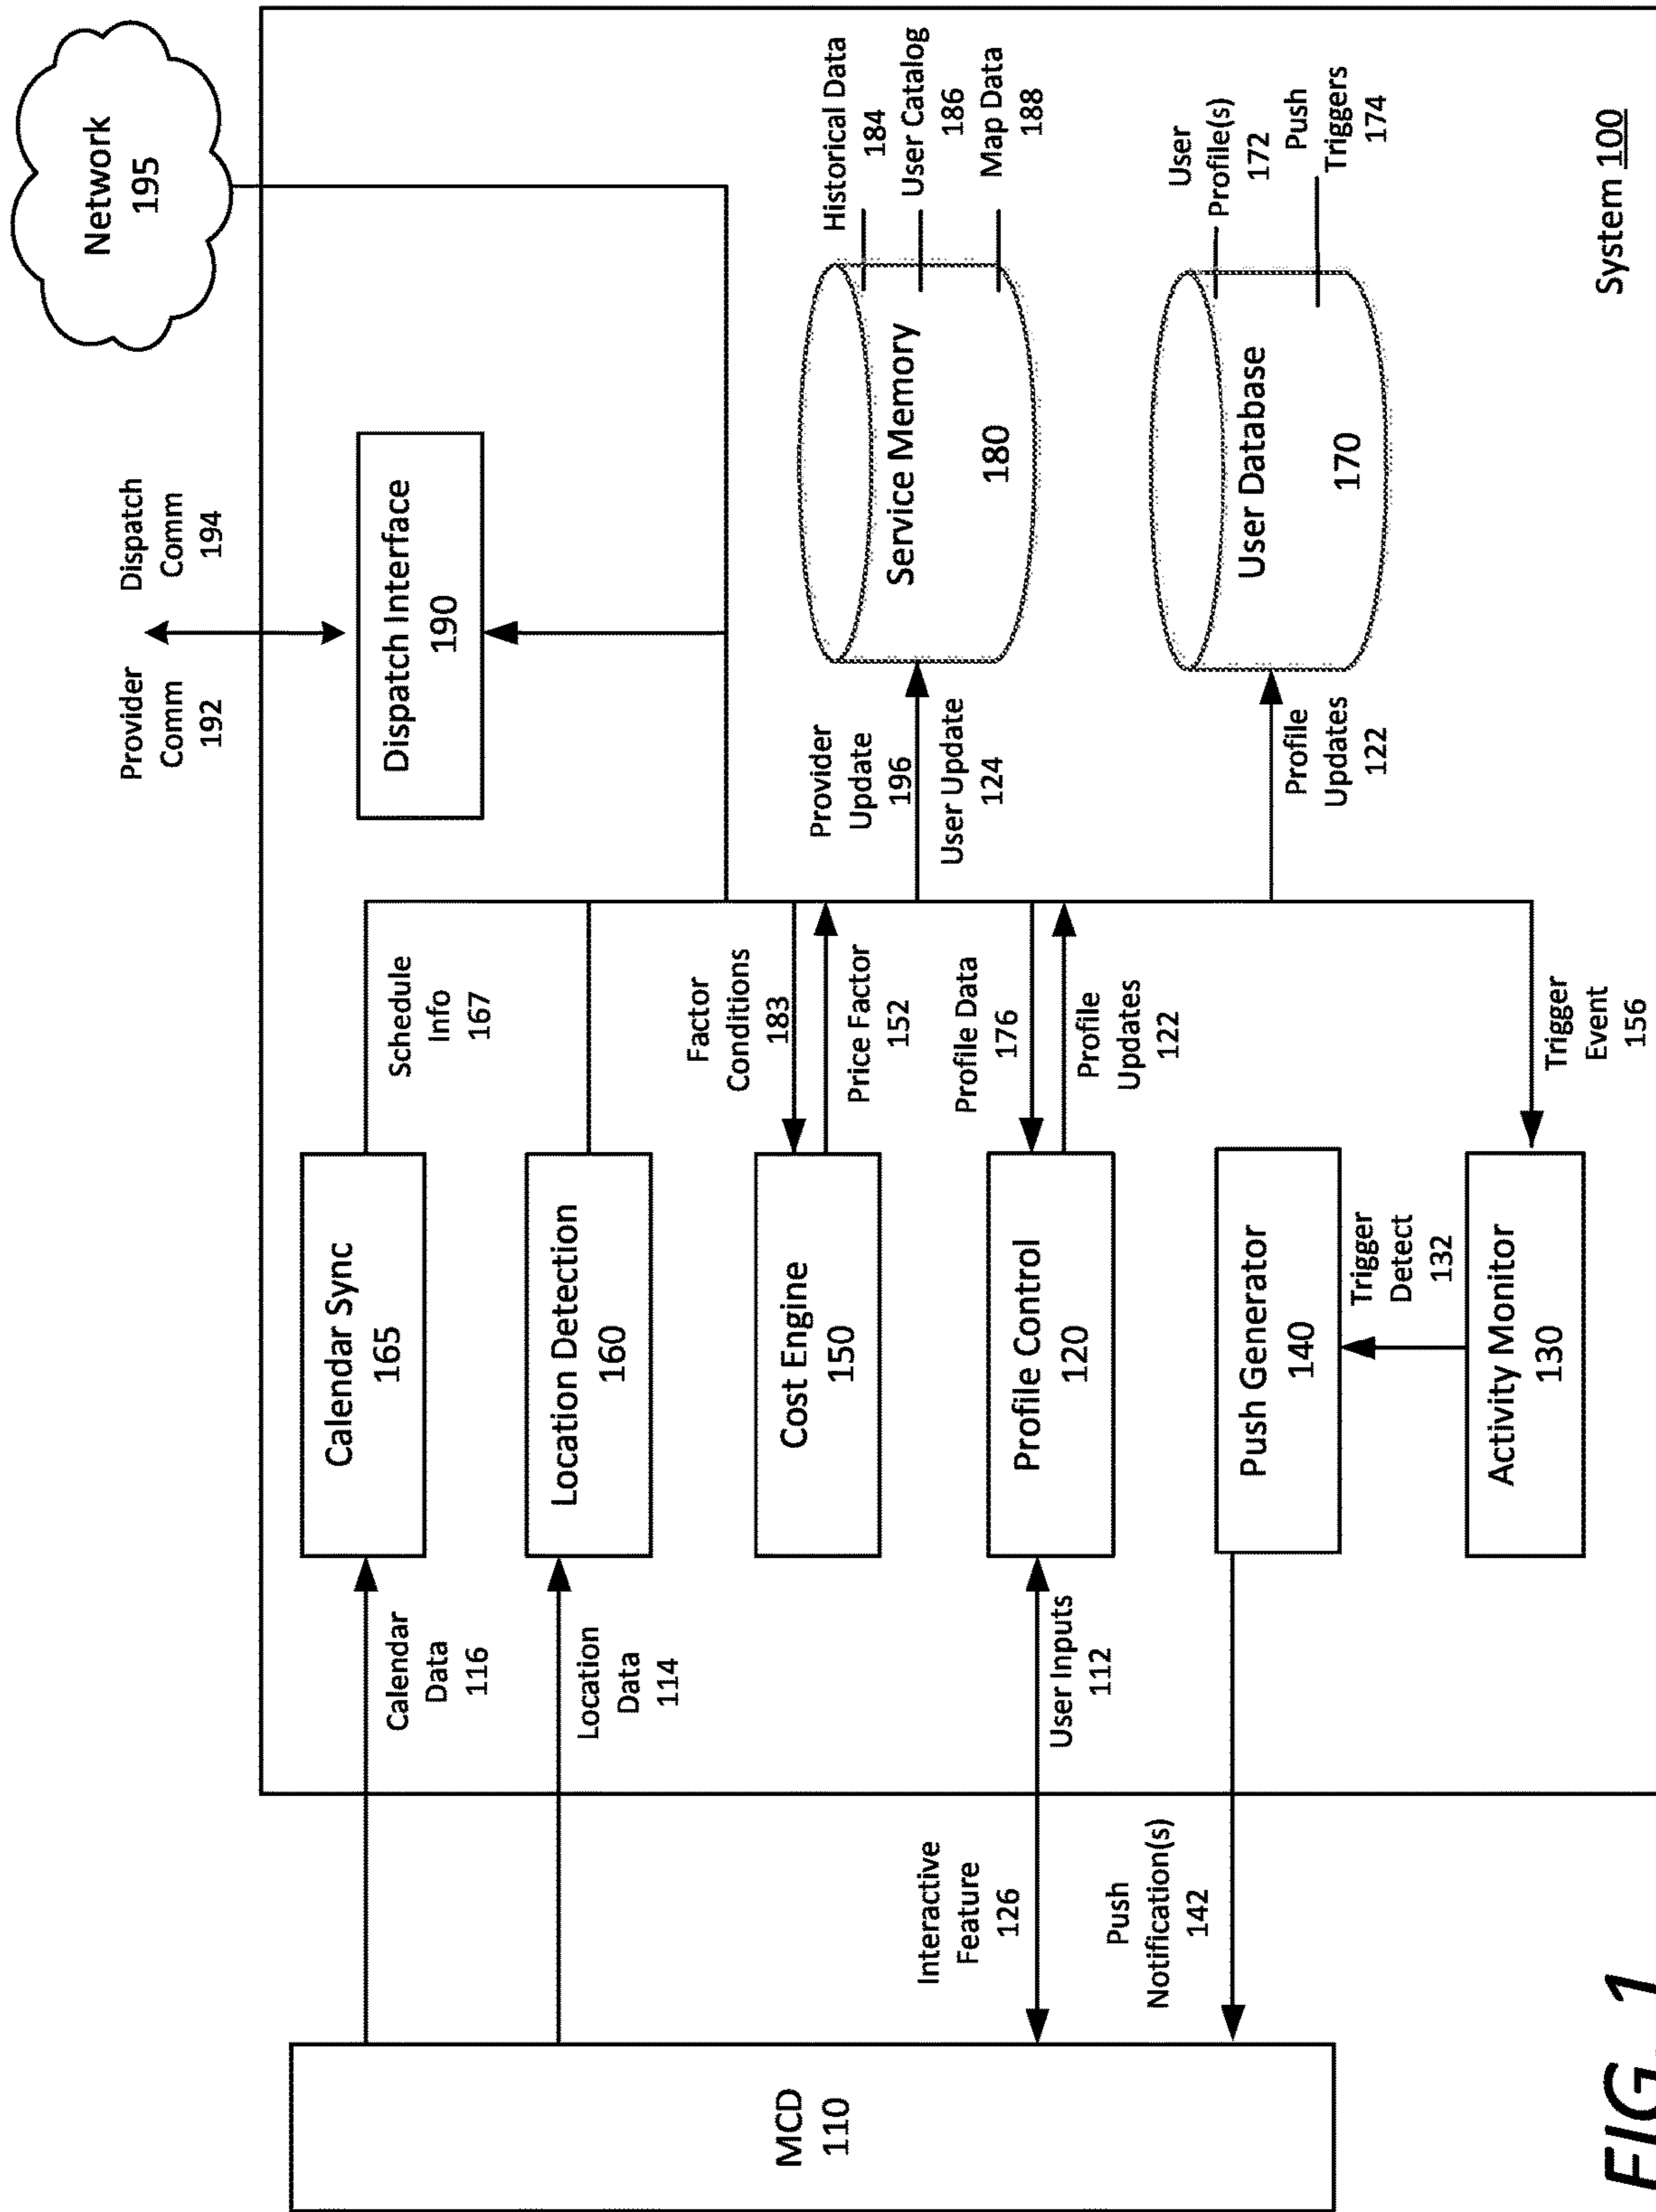 Network
195
Provider
Comm
192
Dispatch
Comm
194
Dispatch Interface
190
Calendar
Data
116
Calendar Sync
165
Schedule
Info
167
Location
Data
114
Location Detection
160
Cost Engine
150
Factor
Conditions
183
Price Factor
152
Provider
Update
196
User Update
124
Service Memory
180
Historical Data
184
User Catalog
186
Map Data
188
MCD
110
Interactive
Feature
126
User Inputs
112
Profile Control
120
Profile Data
176
Profile
Updates
122
Profile
Updates
122
User Database
170
User
Profile(s)
172
Push
Triggers
174
Push
Notification(s)
142
Push Generator
140
Trigger
Detect
132
Activity Monitor
130
Trigger
Event
156
System 100
FIG. 1